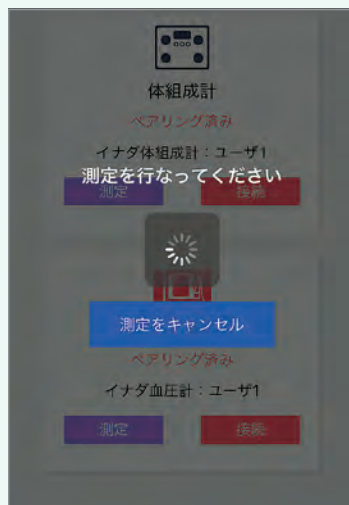 体組成計
ペアリング済み
イナダ体組成計：ユーザ1
測定を行なってください
測定 接続
測定をキャンセル
ペアリング済み
イナダ血圧計：ユーザ1
測定 接続